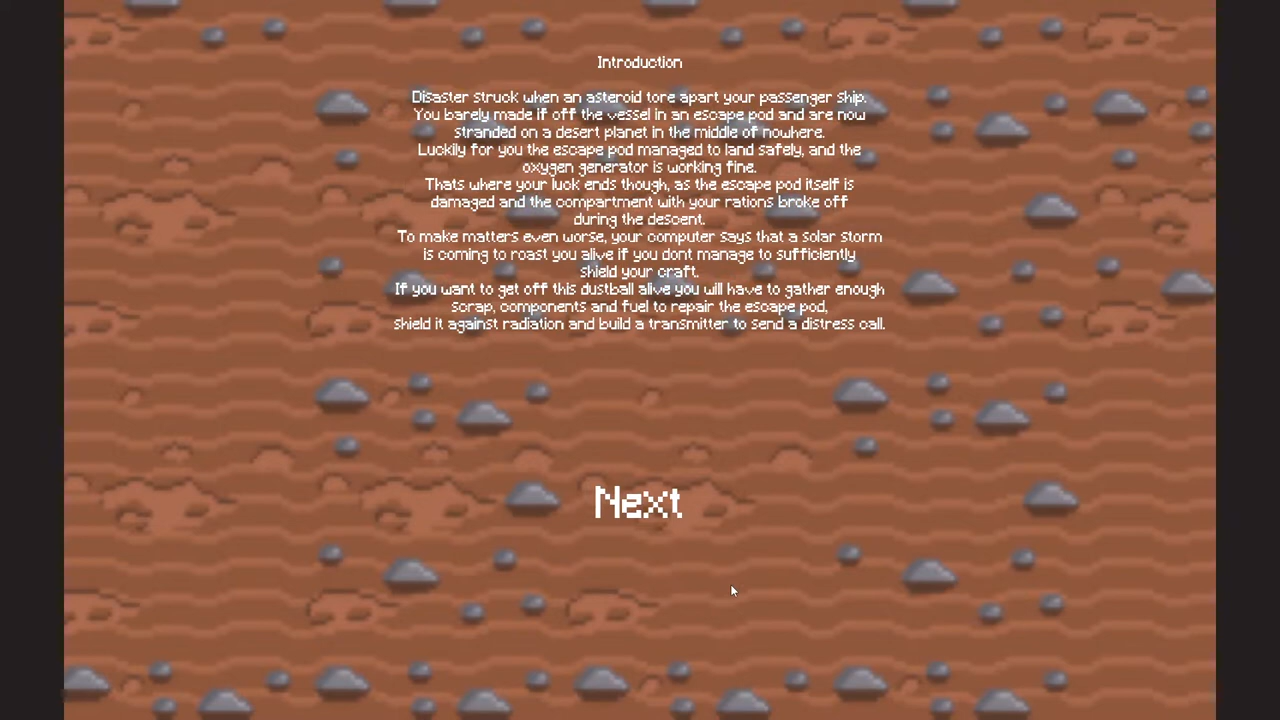 Introduction
Disaster struck when an asteroid tore apart your passenger ship.
You barely made if off the vessel in an escape pod and are now
stranded on a desert planet in the middle of nowhere.
Luckily for you the escape pod managed to land safely, and the
oxygen generator is working fine.
Thats where your luck ends though, as the escape pod itself is
damaged and the compartment with your rations broke off
during the descent.
To make matters even worse, your computer says that a solar storm
is coming to roast you alive if you dont manage to sufficiently
shield your craft.
If you want to get off this dustball alive you will have to gather enough
scrap, components and fuel to repair the escape pod,
shield it against radiation and build a transmitter to send a distress call.
Next